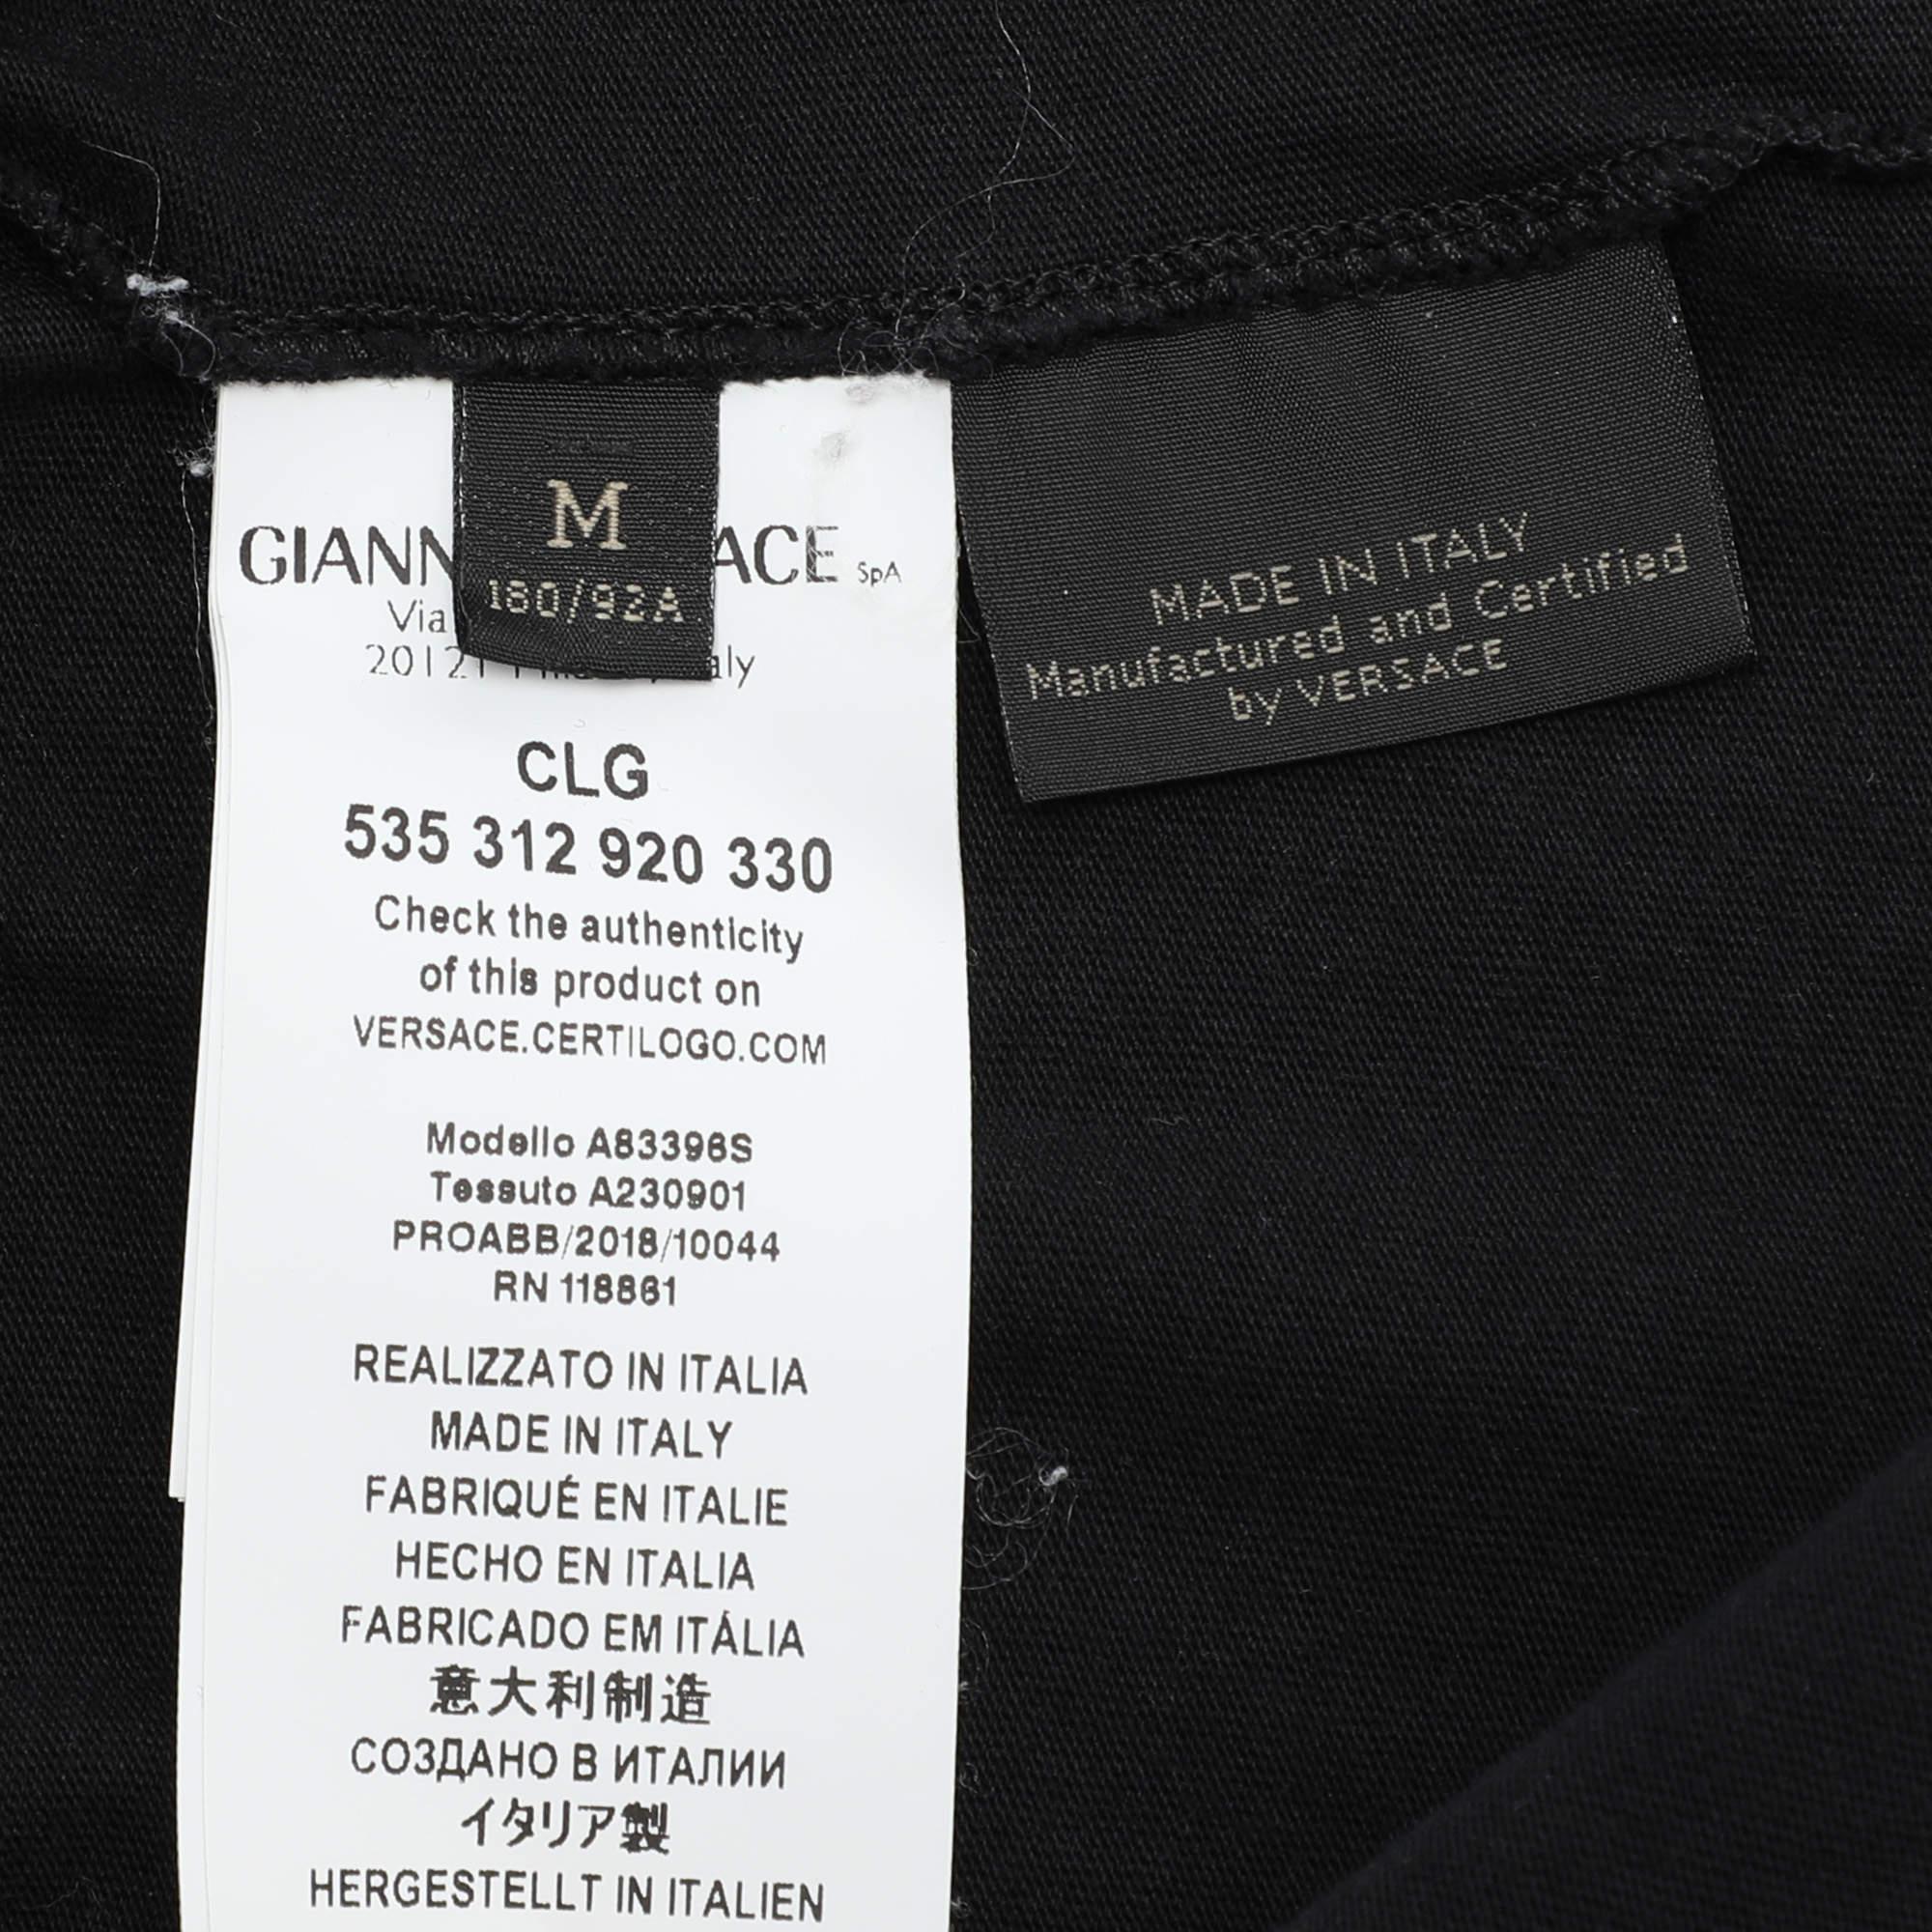 GIANN ACE SpA
Via
20121 aly
M
180/92A
CLG
535 312 920 330
Check the authenticity
of this product on
VERSACE.CERTILOGO.COM
Modello A83396S
Tessuto A230901
PROABB/2018/10044
RN 118861
REALIZZATO IN ITALIA
MADE IN ITALY
FABRIQUÉ EN ITALIE
HECHO EN ITALIA
FABRICADO EM ITÁLIA
意大利制造
СОЗДАНО В ИТАЛИИ
イタリア製
HERGESTELLT IN ITALIEN
MADE IN ITALY
Manufactured and Certified
by VERSACE